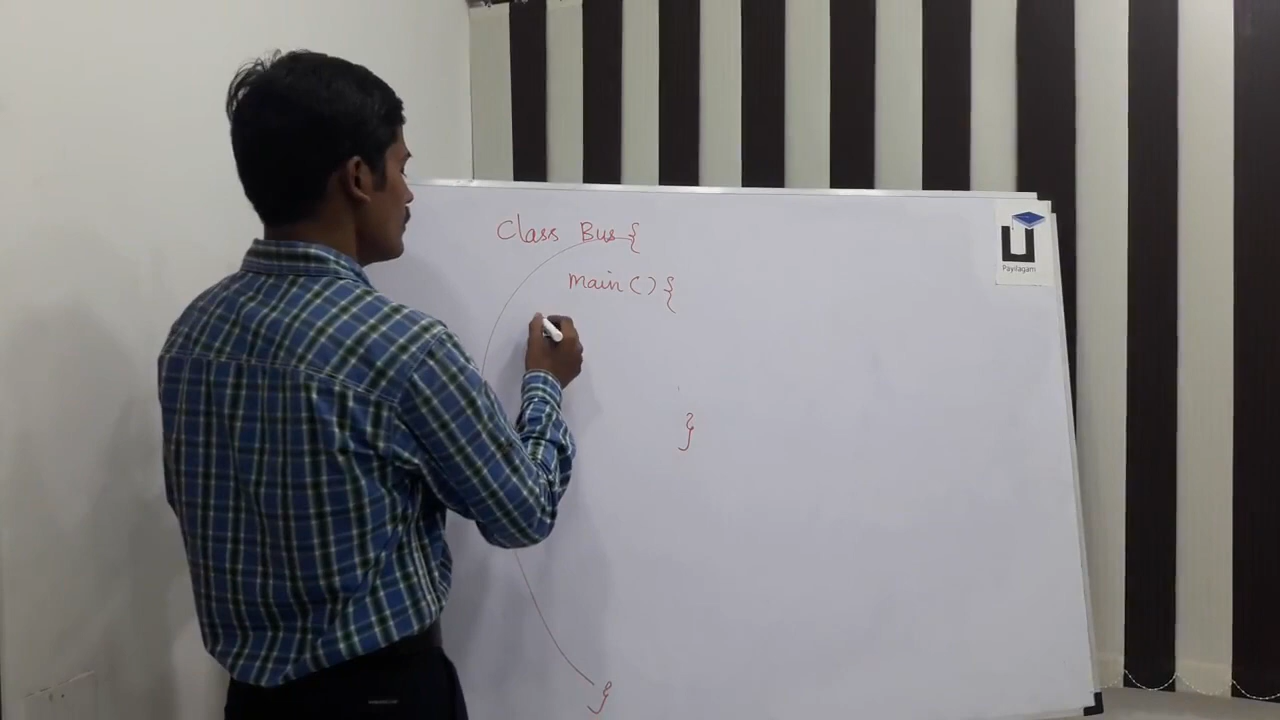 Class Bus {
main() {
}
}
Payilagam